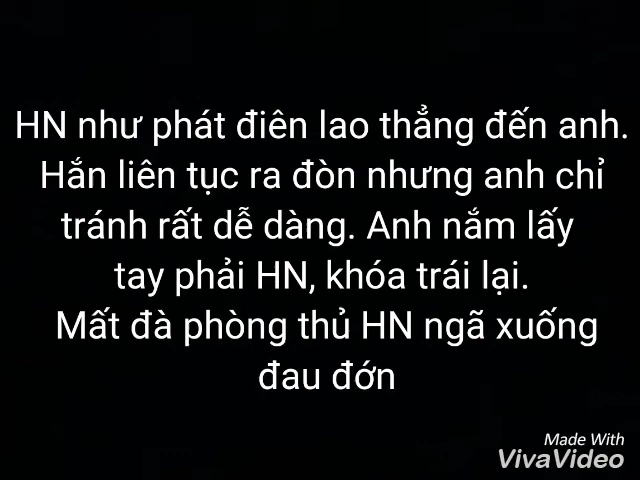 HN như phát điên lao thẳng đến anh.
Hắn liên tục ra đòn nhưng anh chỉ
tránh rất dễ dàng. Anh nắm lấy
tay phải HN, khóa trái lại.
Mất đà phòng thủ HN ngã xuống
đau đớn
Made With
VivaVideo